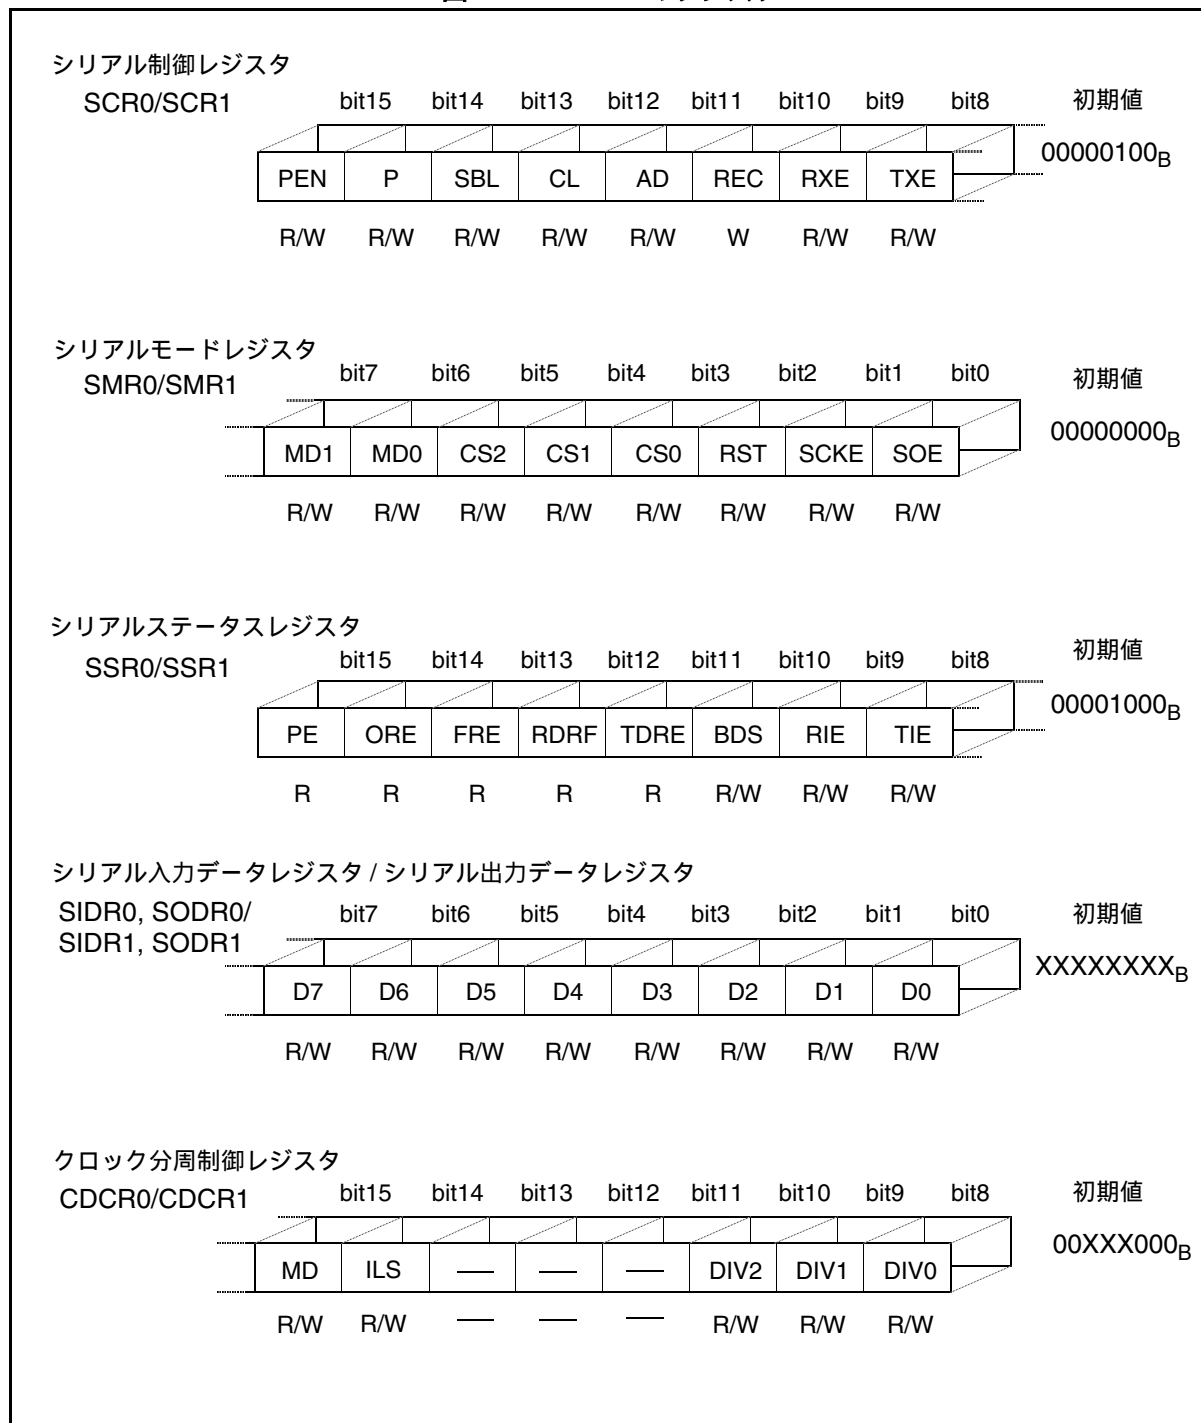 シリアル制御レジスタ
SCR0/SCR1 bit15 bit14 bit13 bit12 bit11 bit10 bit9 bit8 初期値
PEN P SBL CL AD REC RXE TXE 00000100B
R/W R/W R/W R/W R/W W R/W R/W
シリアルモードレジスタ
SMR0/SMR1 bit7 bit6 bit5 bit4 bit3 bit2 bit1 bit0 初期値
MD1 MD0 CS2 CS1 CS0 RST SCKE SOE 00000000B
R/W R/W R/W R/W R/W R/W R/W R/W
シリアルステータスレジスタ
SSR0/SSR1 bit15 bit14 bit13 bit12 bit11 bit10 bit9 bit8 初期値
PE ORE FRE RDRF TDRE BDS RIE TIE 00001000B
R R R R R R/W R/W R/W
シリアル入力データレジスタ / シリアル出力データレジスタ
SIDR0, SODR0/ bit7 bit6 bit5 bit4 bit3 bit2 bit1 bit0 初期値
SIDR1, SODR1
D7 D6 D5 D4 D3 D2 D1 D0 XXXXXXXXB
R/W R/W R/W R/W R/W R/W R/W R/W
クロック分周制御レジスタ
CDCR0/CDCR1 bit15 bit14 bit13 bit12 bit11 bit10 bit9 bit8 初期値
MD ILS — — — DIV2 DIV1 DIV0 00XXX000B
R/W R/W — — — R/W R/W R/W